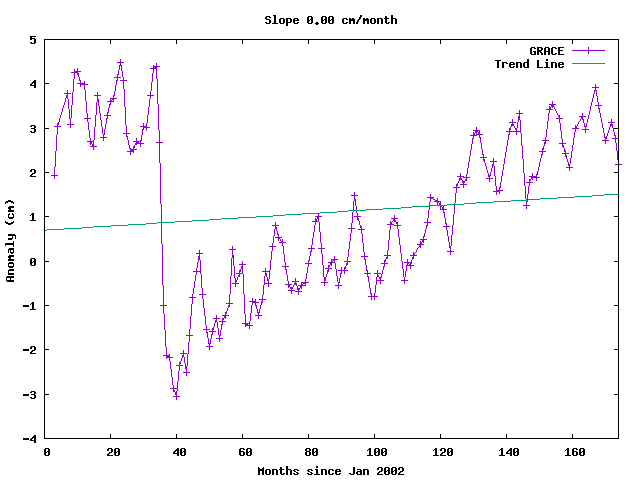 Slope 0.00 cm/month
GRACE
Trend Line
5
4
3
2
1
0
-1
-2
-3
-4
Anomaly (cm)
0 20 40 60 80 100 120 140 160
Months since Jan 2002